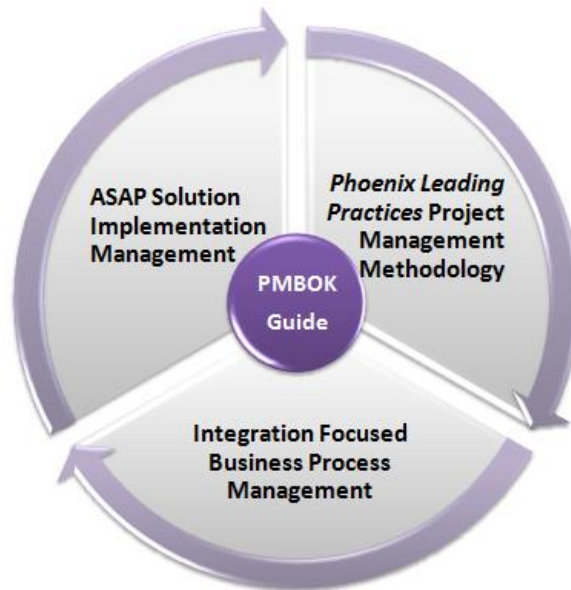 ASAP Solution
Implementation
Management
Phoenix Leading
Practices Project
Management
Methodology
PMBOK
Guide
Integration Focused
Business Process
Management